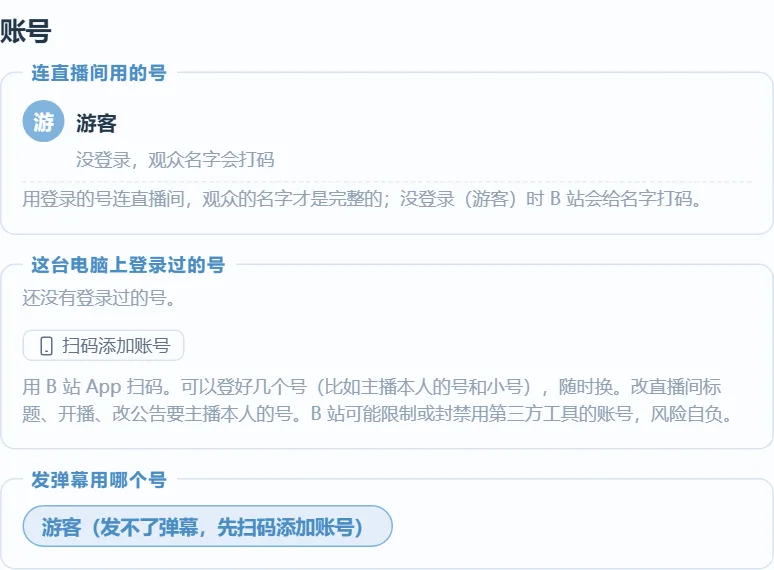 账号
连直播间用的号
游
游客
没登录，观众名字会打码
用登录的号连直播间，观众的名字才是完整的；没登录（游客）时 B 站会给名字打码。
这台电脑上登录过的号
还没有登录过的号。
扫码添加账号
用 B 站 App 扫码。可以登好几个号（比如主播本人的号和小号），随时换。改直播间标
题、开播、改公告要主播本人的号。B 站可能限制或封禁用第三方工具的账号，风险自负。
发弹幕用哪个号
游客（发不了弹幕，先扫码添加账号）